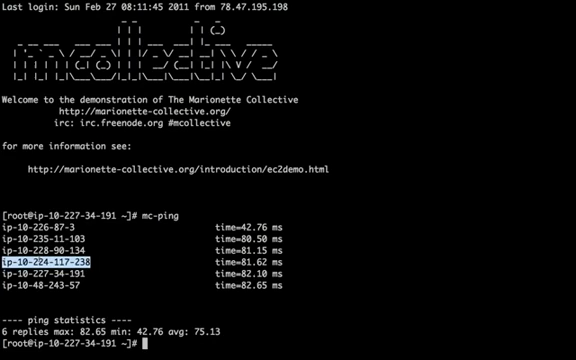 Last login: Sun Feb 27 08:11:45 2011 from 78.47.195.198
mcollective
Welcome to the demonstration of The Marionette Collective
http://marionette-collective.org/
irc: irc.freenode.org #mcollective
for more information see:
http://marionette-collective.org/introduction/ec2demo.html
[root@ip-10-227-34-191 ~]# mc-ping
ip-10-226-87-3 time=42.76 ms
ip-10-235-11-103 time=80.50 ms
ip-10-228-90-134 time=81.15 ms
ip-10-224-117-238 time=81.62 ms
ip-10-227-34-191 time=82.10 ms
ip-10-48-243-57 time=82.65 ms
---- ping statistics ----
6 replies max: 82.65 min: 42.76 avg: 75.13
[root@ip-10-227-34-191 ~]#